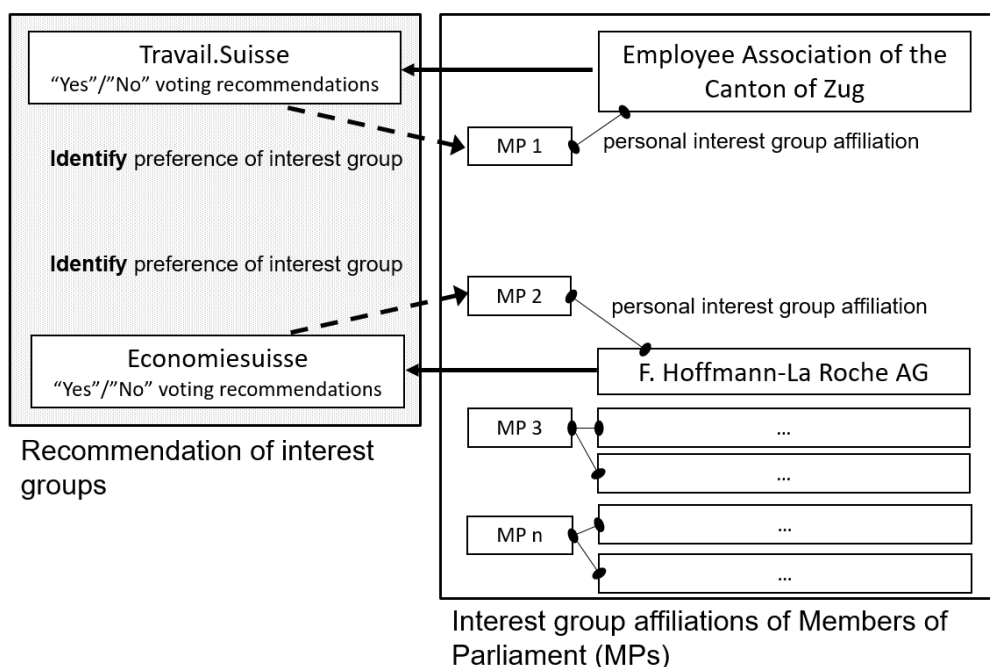 Travail.Suisse
“Yes”/”No” voting recommendations
Identify preference of interest group
Identify preference of interest group
Economiesuisse
“Yes”/”No” voting recommendations
Recommendation of interest
groups
Employee Association of the
Canton of Zug
MP 1
personal interest group affiliation
MP 2
personal interest group affiliation
F. Hoffmann-La Roche AG
MP 3
...
...
MP n
...
...
Interest group affiliations of Members of
Parliament (MPs)